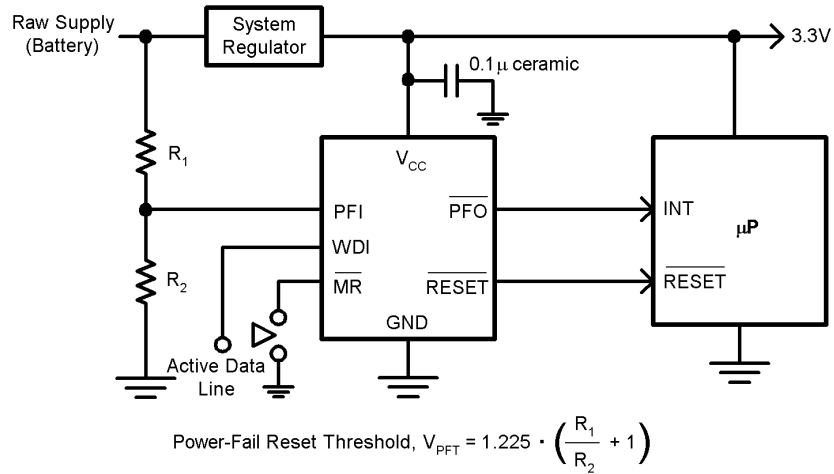 Raw Supply
(Battery)
System
Regulator
3.3V
0.1μ ceramic
R1
VCC
PFI
PFO
INT
μP
WDI
R2
MR
RESET
RESET
GND
Active Data
Line
Power-Fail Reset Threshold, VPFT = 1.225 · (R1/R2 + 1)